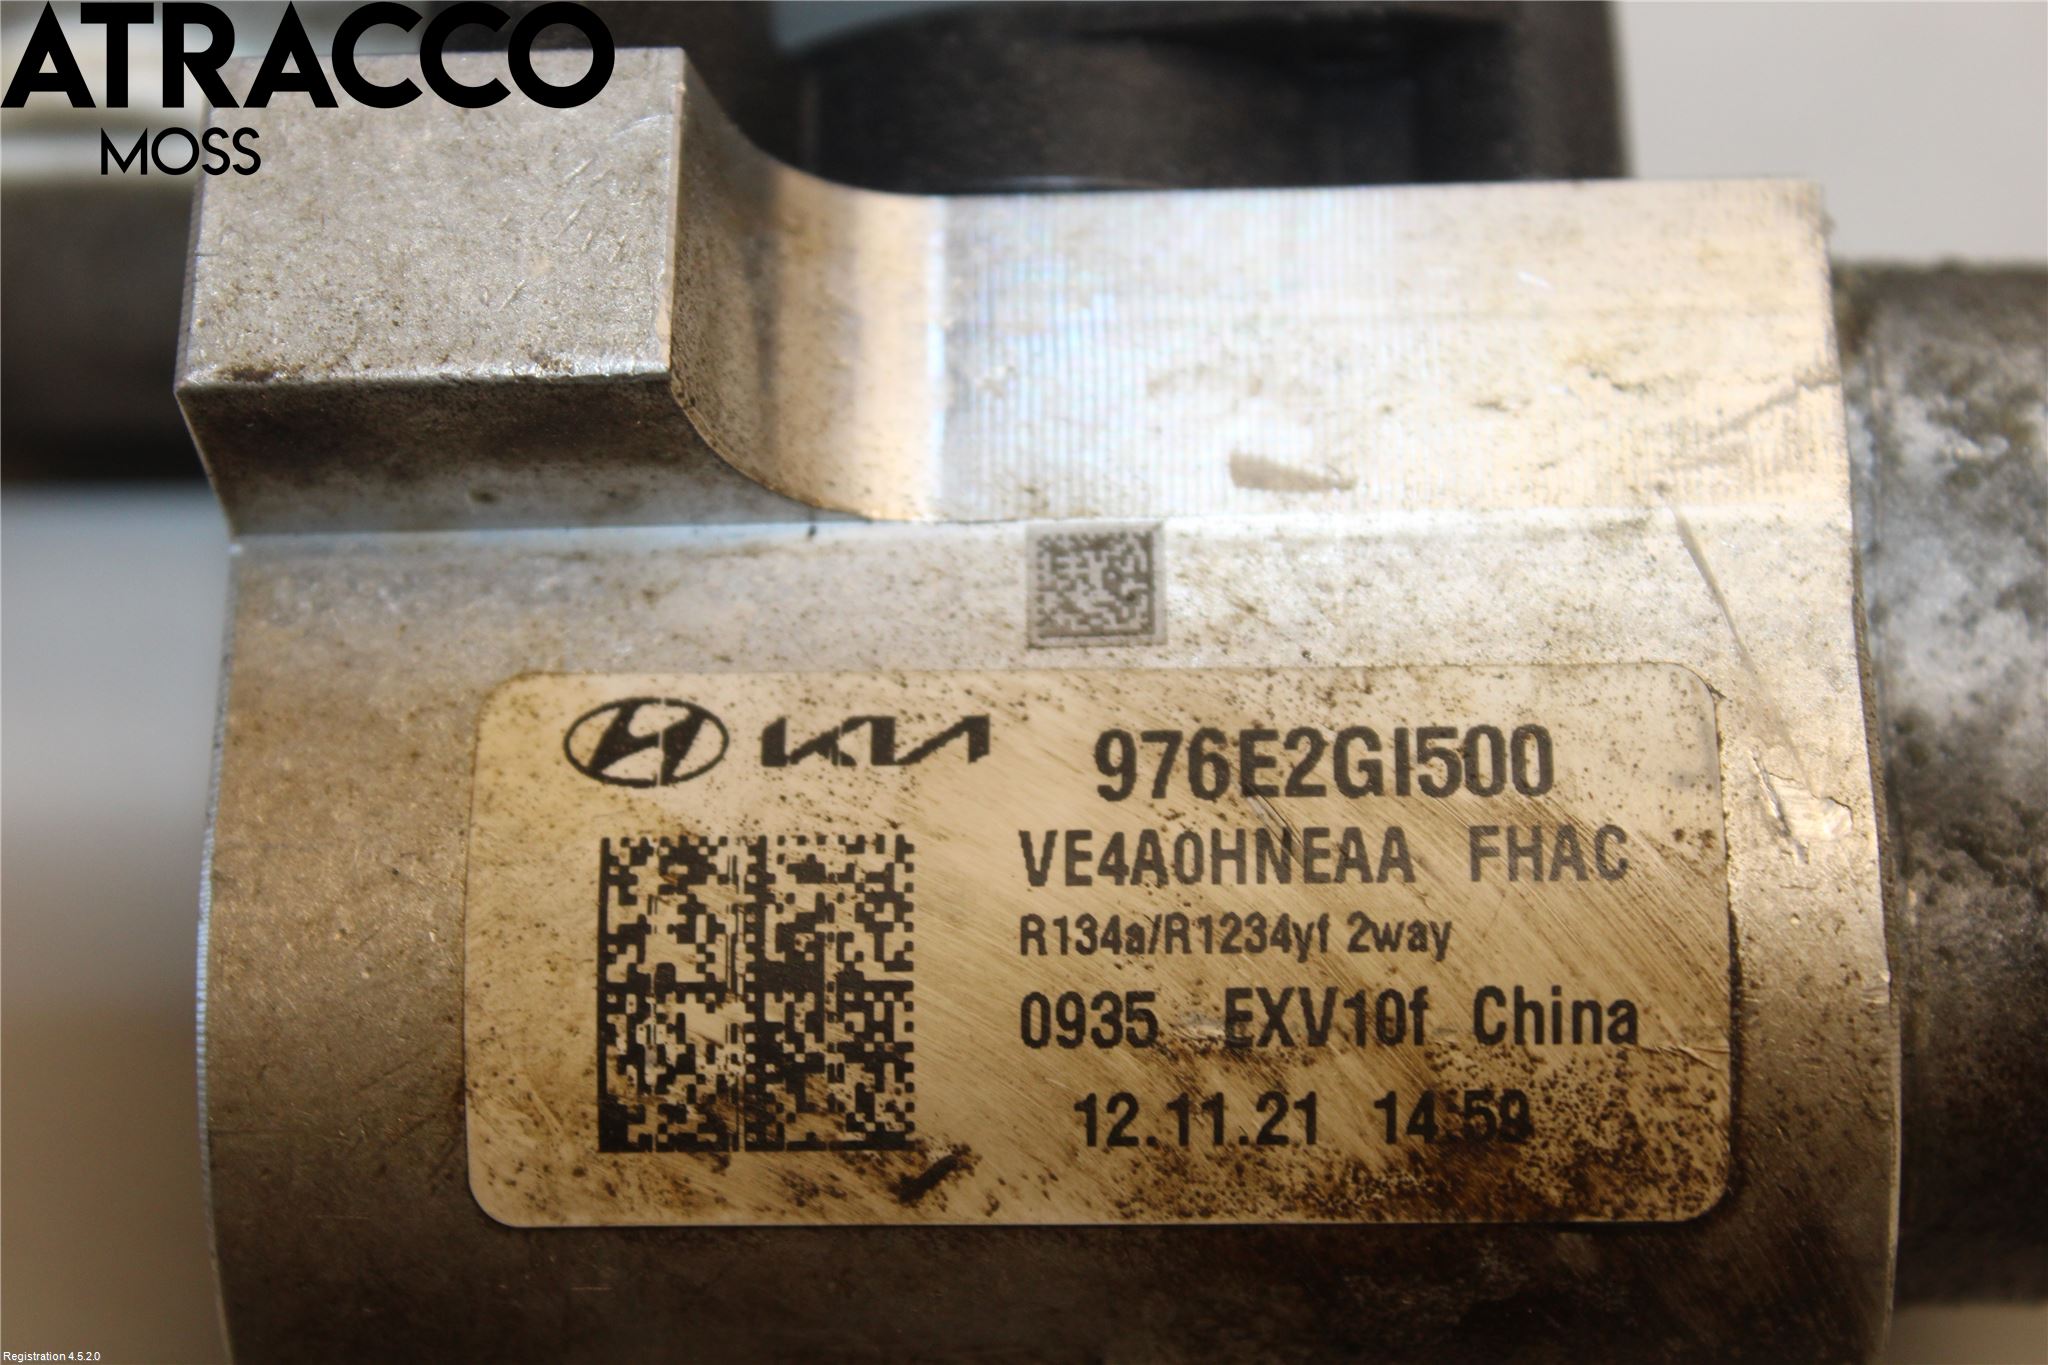 ATRACCO
MOSS
KIA 976E2GI500
VE4A0HNEAA FHAC
R134a/R1234yf 2way
0935 EXV10f China
12.11.21 14:59
Registration 4.5.2.0